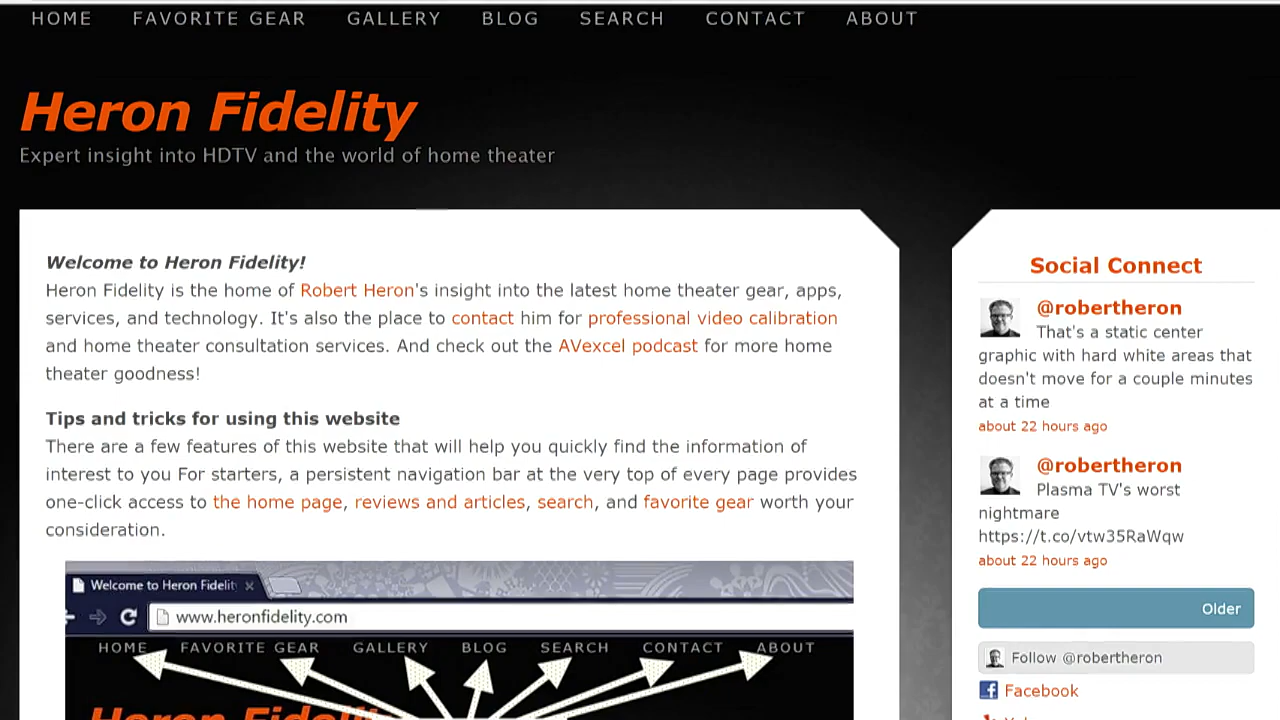 HOME FAVORITE GEAR GALLERY BLOG SEARCH CONTACT ABOUT
Heron Fidelity
Expert insight into HDTV and the world of home theater
Welcome to Heron Fidelity!
Heron Fidelity is the home of Robert Heron's insight into the latest home theater gear, apps,
services, and technology. It's also the place to contact him for professional video calibration
and home theater consultation services. And check out the AVexcel podcast for more home
theater goodness!
Tips and tricks for using this website
There are a few features of this website that will help you quickly find the information of
interest to you For starters, a persistent navigation bar at the very top of every page provides
one-click access to the home page, reviews and articles, search, and favorite gear worth your
consideration.
Welcome to Heron Fidelit
www.heronfidelity.com
HOME FAVORITE GEAR GALLERY BLOG SEARCH CONTACT ABOUT
Heron Fidelity
Social Connect
@robertheron
That's a static center
graphic with hard white areas that
doesn't move for a couple minutes
at a time
about 22 hours ago
@robertheron
Plasma TV's worst
nightmare
https://t.co/vtw35RaWqw
about 22 hours ago
Older
Follow @robertheron
Facebook